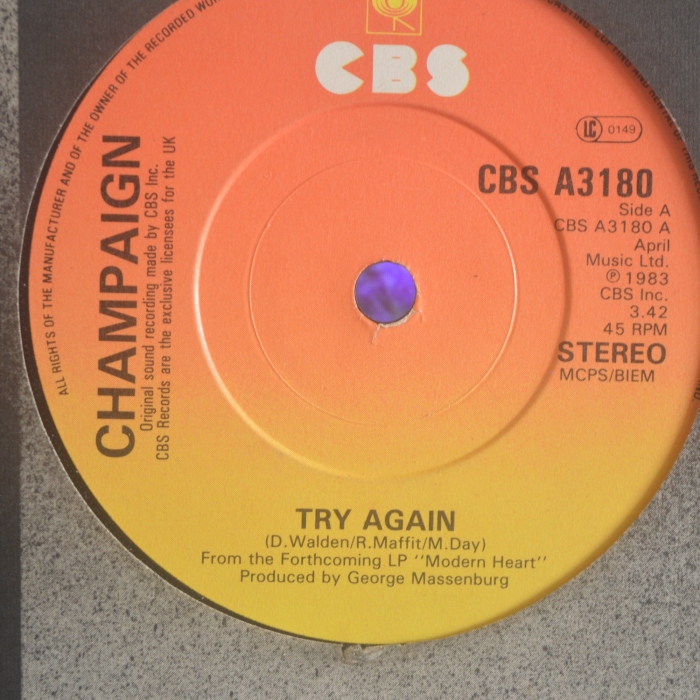 ALL RIGHTS OF THE MANUFACTURER AND OF THE OWNER OF THE RECORDED
CBS
LC 0149
CHAMPAIGN
Original sound recording made by CBS Inc.
CBS Records are the exclusive licensees for the UK
CBS A3180
Side A
CBS A3180 A
April
Music Ltd.
℗ 1983
CBS Inc.
3.42
45 RPM
STEREO
MCPS/BIEM
TRY AGAIN
(D.Walden/R.Maffit/M.Day)
From the Forthcoming LP ''Modern Heart''
Produced by George Massenburg